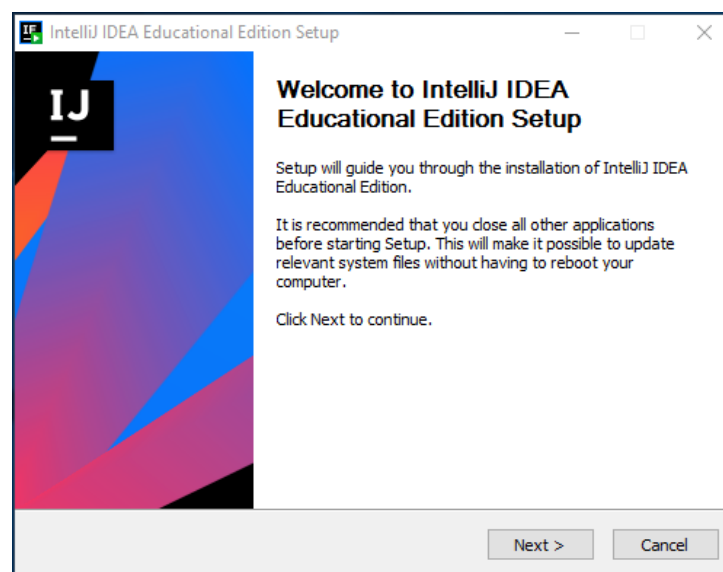 IntelliJ IDEA Educational Edition Setup
IJ
Welcome to IntelliJ IDEA
Educational Edition Setup
Setup will guide you through the installation of IntelliJ IDEA
Educational Edition.
It is recommended that you close all other applications
before starting Setup. This will make it possible to update
relevant system files without having to reboot your
computer.
Click Next to continue.
Next >
Cancel